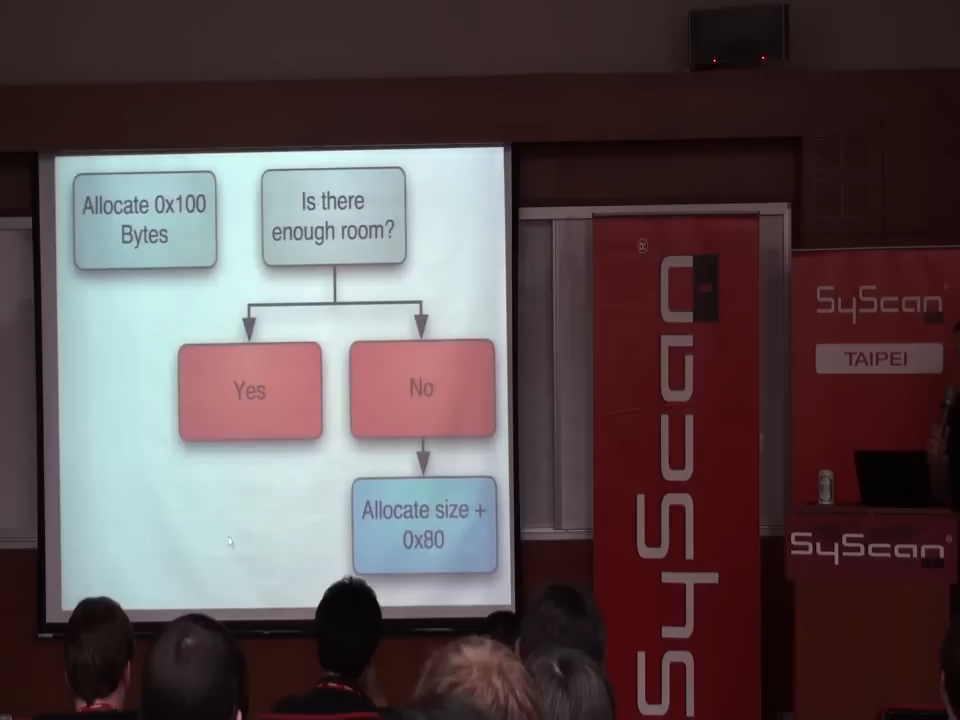 Allocate 0x100
Bytes
Is there
enough room?
Yes
No
Allocate size +
0x80
SyScan®
SyScan
TAIPEI
SyScan®